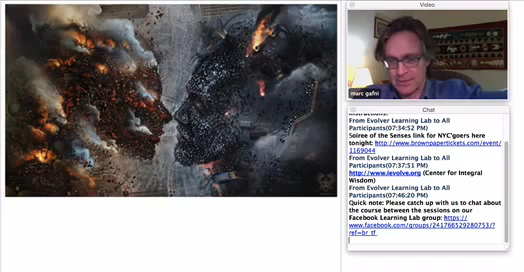 Video
marc gafni
Chat
instructions:
From Evolver Learning Lab to All
Participants(07:34:52 PM)
Soiree of the Senses link for NYC'goers here
tonight: http://www.brownpapertickets.com/event/
1169044
From Evolver Learning Lab to All
Participants(07:37:51 PM)
http://www.ievolve.org (Center for Integral
Wisdom)
From Evolver Learning Lab to All
Participants(07:46:20 PM)
Quick note: Please catch up with us to chat about
the course between the sessions on our
Facebook Learning Lab group: https://
www.facebook.com/groups/241766529280753/?
ref=br_tf